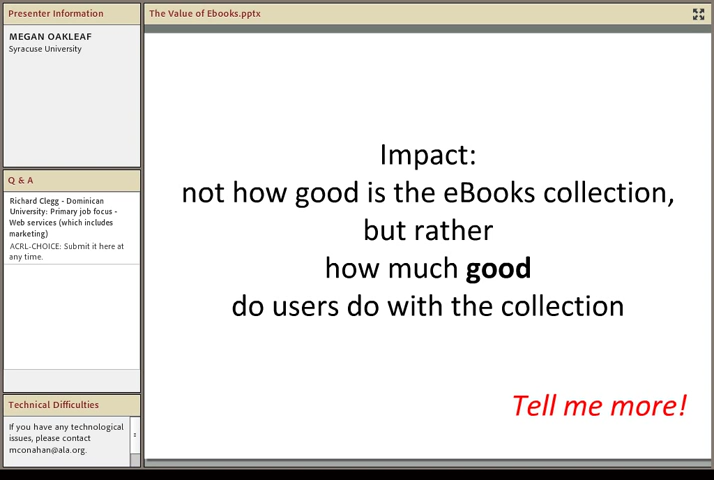 Presenter Information
MEGAN OAKLEAF
Syracuse University
Q & A
Richard Clegg - Dominican
University: Primary job focus -
Web services (which includes
marketing)
ACRL-CHOICE: Submit it here at
any time.
Technical Difficulties
If you have any technological
issues, please contact
mconahan@ala.org.
The Value of Ebooks.pptx
Impact:
not how good is the eBooks collection,
but rather
how much good
do users do with the collection
Tell me more!